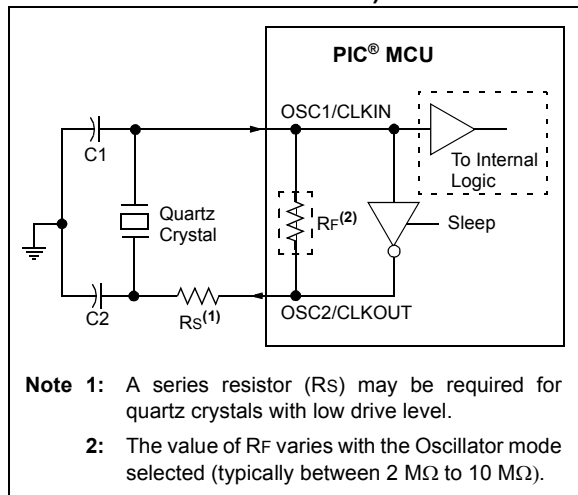 PIC® MCU
OSC1/CLKIN
C1
To Internal
Logic
Quartz
Crystal
RF(2)
Sleep
C2
RS(1)
OSC2/CLKOUT
Note 1: A series resistor (RS) may be required for
quartz crystals with low drive level.
2: The value of RF varies with the Oscillator mode
selected (typically between 2 MΩ to 10 MΩ).